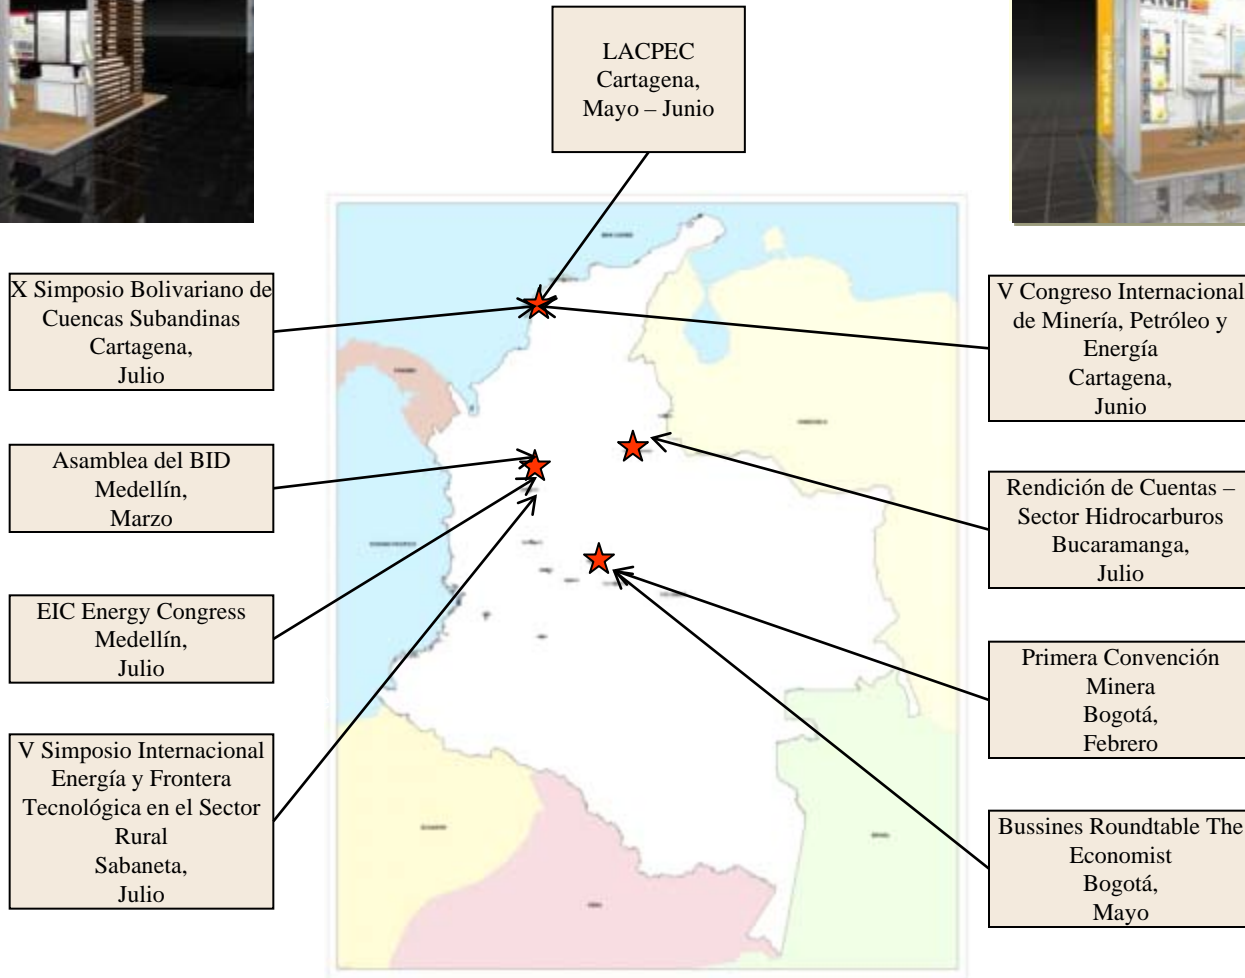 ANH
LACPEC
Cartagena,
Mayo – Junio
X Simposio Bolivariano de
Cuencas Subandinas
Cartagena,
Julio
Asamblea del BID
Medellín,
Marzo
EIC Energy Congress
Medellín,
Julio
V Simposio Internacional
Energía y Frontera
Tecnológica en el Sector
Rural
Sabaneta,
Julio
V Congreso Internacional
de Minería, Petróleo y
Energía
Cartagena,
Junio
Rendición de Cuentas –
Sector Hidrocarburos
Bucaramanga,
Julio
Primera Convención
Minera
Bogotá,
Febrero
Bussines Roundtable The
Economist
Bogotá,
Mayo